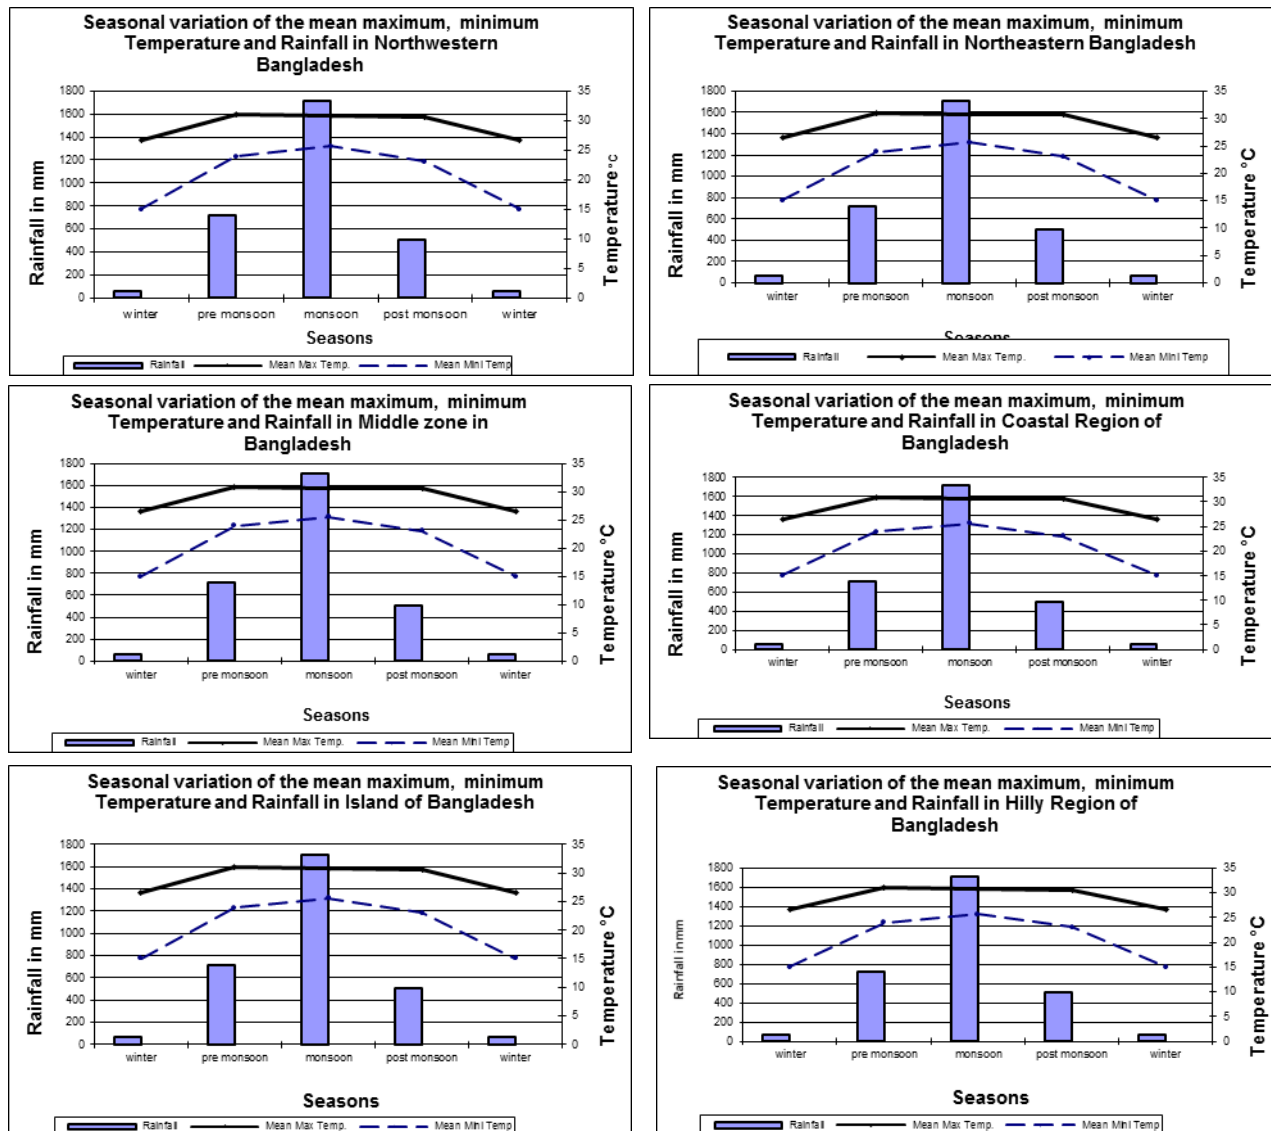 Seasonal variation of the mean maximum, minimum
Temperature and Rainfall in Northwestern
Bangladesh
1800
1600
1400
1200
1000
800
600
400
200
0
35
30
25
20
15
10
5
0
Rainfall in mm
Temperature °C
winter pre monsoon monsoon post monsoon winter
Seasons
Rainfall Mean Max Temp. Mean Mini Temp
Seasonal variation of the mean maximum, minimum
Temperature and Rainfall in Northeastern Bangladesh
1800
1600
1400
1200
1000
800
600
400
200
0
35
30
25
20
15
10
5
0
Rainfall in mm
Temperature °C
winter pre monsoon monsoon post monsoon winter
Seasons
Rainfall Mean Max Temp. Mean Mini Temp
Seasonal variation of the mean maximum, minimum
Temperature and Rainfall in Middle zone in
Bangladesh
1800
1600
1400
1200
1000
800
600
400
200
0
35
30
25
20
15
10
5
0
Rainfall in mm
Temperature °C
winter pre monsoon monsoon post monsoon winter
Seasons
Rainfall Mean Max Temp. Mean Mini Temp
Seasonal variation of the mean maximum, minimum
Temperature and Rainfall in Coastal Region of
Bangladesh
1800
1600
1400
1200
1000
800
600
400
200
0
35
30
25
20
15
10
5
0
Rainfall in mm
Temperature °C
winter pre monsoon monsoon post monsoon winter
Seasons
Rainfall Mean Max Temp. Mean Mini Temp
Seasonal variation of the mean maximum, minimum
Temperature and Rainfall in Island of Bangladesh
1800
1600
1400
1200
1000
800
600
400
200
0
35
30
25
20
15
10
5
0
Rainfall in mm
Temperature °C
winter pre monsoon monsoon post monsoon winter
Seasons
Rainfall Mean Max Temp. Mean Mini Temp
Seasonal variation of the mean maximum, minimum
Temperature and Rainfall in Hilly Region of
Bangladesh
1800
1600
1400
1200
1000
800
600
400
200
0
35
30
25
20
15
10
5
0
Rainfall in mm
Temperature °C
winter pre monsoon monsoon post monsoon winter
Seasons
Rainfall Mean Max Temp. Mean Mini Temp